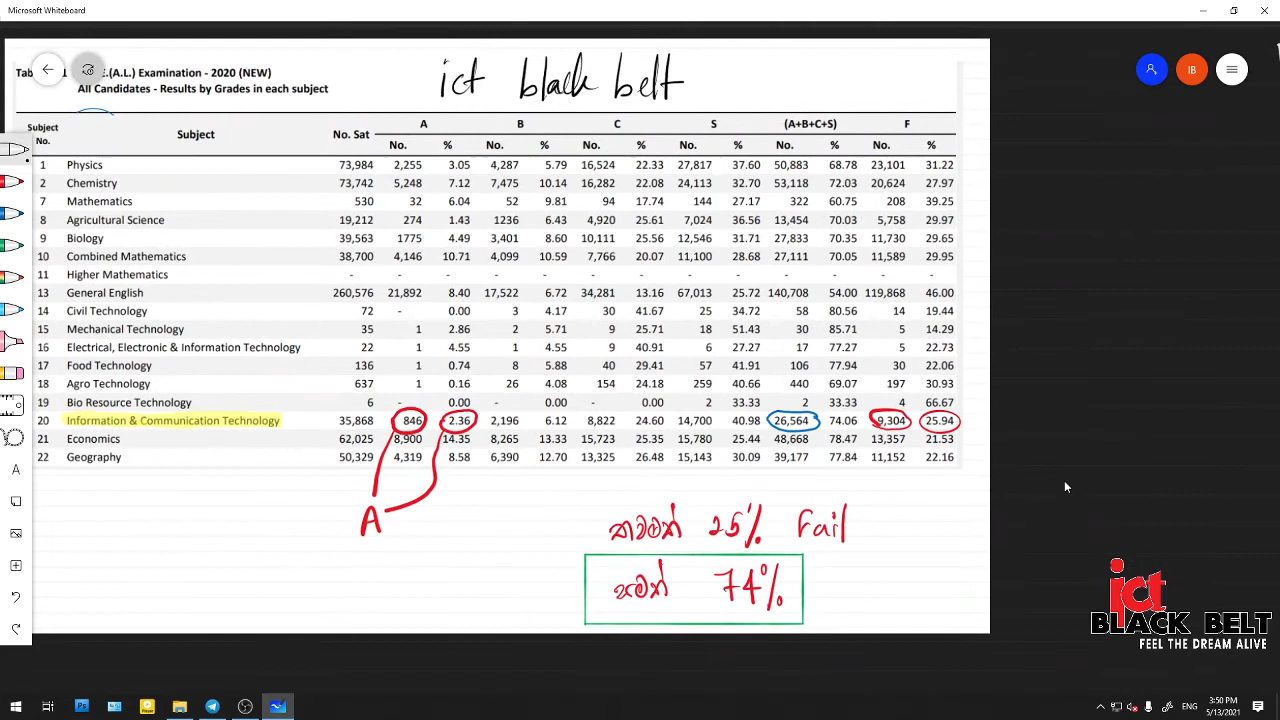 Microsoft Whiteboard
ict black belt
.E.(A.L.) Examination - 2020 (NEW)
All Candidates - Results by Grades in each subject
Subject No. Subject No. Sat A B C S (A+B+C+S) F
No. % No. % No. % No. % No. % No. %
1 Physics 73,984 2,255 3.05 4,287 5.79 16,524 22.33 27,817 37.60 50,883 68.78 23,101 31.22
2 Chemistry 73,742 5,248 7.12 7,475 10.14 16,282 22.08 24,113 32.70 53,118 72.03 20,624 27.97
7 Mathematics 530 32 6.04 52 9.81 94 17.74 144 27.17 322 60.75 208 39.25
8 Agricultural Science 19,212 274 1.43 1236 6.43 4,920 25.61 7,024 36.56 13,454 70.03 5,758 29.97
9 Biology 39,563 1775 4.49 3,401 8.60 10,111 25.56 12,546 31.71 27,833 70.35 11,730 29.65
10 Combined Mathematics 38,700 4,146 10.71 4,099 10.59 7,766 20.07 11,100 28.68 27,111 70.05 11,589 29.95
11 Higher Mathematics - - - - - - - - - - - - -
13 General English 260,576 21,892 8.40 17,522 6.72 34,281 13.16 67,013 25.72 140,708 54.00 119,868 46.00
14 Civil Technology 72 - 0.00 3 4.17 30 41.67 25 34.72 58 80.56 14 19.44
15 Mechanical Technology 35 1 2.86 2 5.71 9 25.71 18 51.43 30 85.71 5 14.29
16 Electrical, Electronic & Information Technology 22 1 4.55 1 4.55 9 40.91 6 27.27 17 77.27 5 22.73
17 Food Technology 136 1 0.74 8 5.88 40 29.41 57 41.91 106 77.94 30 22.06
18 Agro Technology 637 1 0.16 26 4.08 154 24.18 259 40.66 440 69.07 197 30.93
19 Bio Resource Technology 6 - 0.00 - 0.00 - 0.00 2 33.33 2 33.33 4 66.67
20 Information & Communication Technology 35,868 846 2.36 2,196 6.12 8,822 24.60 14,700 40.98 26,564 74.06 9,304 25.94
21 Economics 62,025 8,900 14.35 8,265 13.33 15,723 25.35 15,780 25.44 48,668 78.47 13,357 21.53
22 Geography 50,329 4,319 8.58 6,390 12.70 13,325 26.48 15,143 30.09 39,177 77.84 11,152 22.16
A
25% Fail
සමත් 74%
IB
ict
BLACK BELT
FEEL THE DREAM ALIVE
3:50 PM
5/13/2021